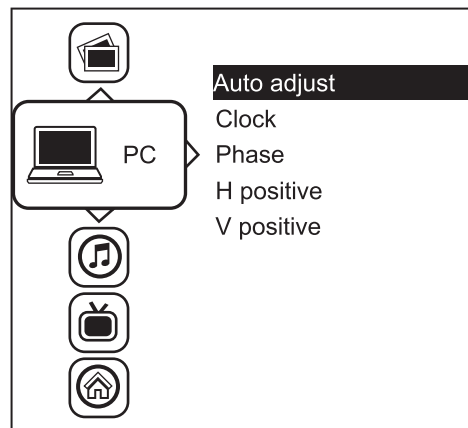 Auto adjust
Clock
PC
Phase
H positive
V positive